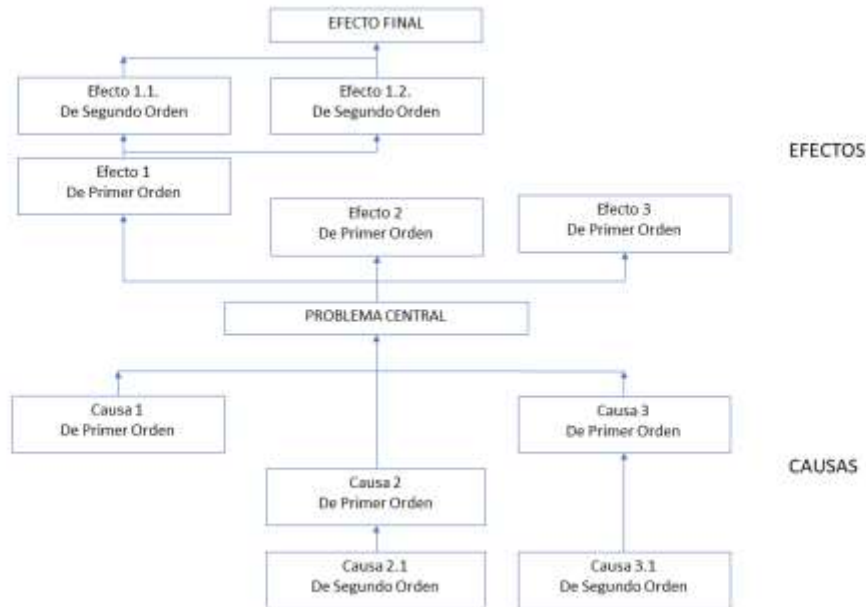 EFECTO FINAL
Efecto 1.1.
De Segundo Orden
Efecto 1.2.
De Segundo Orden
EFECTOS
Efecto 1
De Primer Orden
Efecto 2
De Primer Orden
Efecto 3
De Primer Orden
PROBLEMA CENTRAL
Causa 1
De Primer Orden
Causa 3
De Primer Orden
CAUSAS
Causa 2
De Primer Orden
Causa 2.1
De Segundo Orden
Causa 3.1
De Segundo Orden